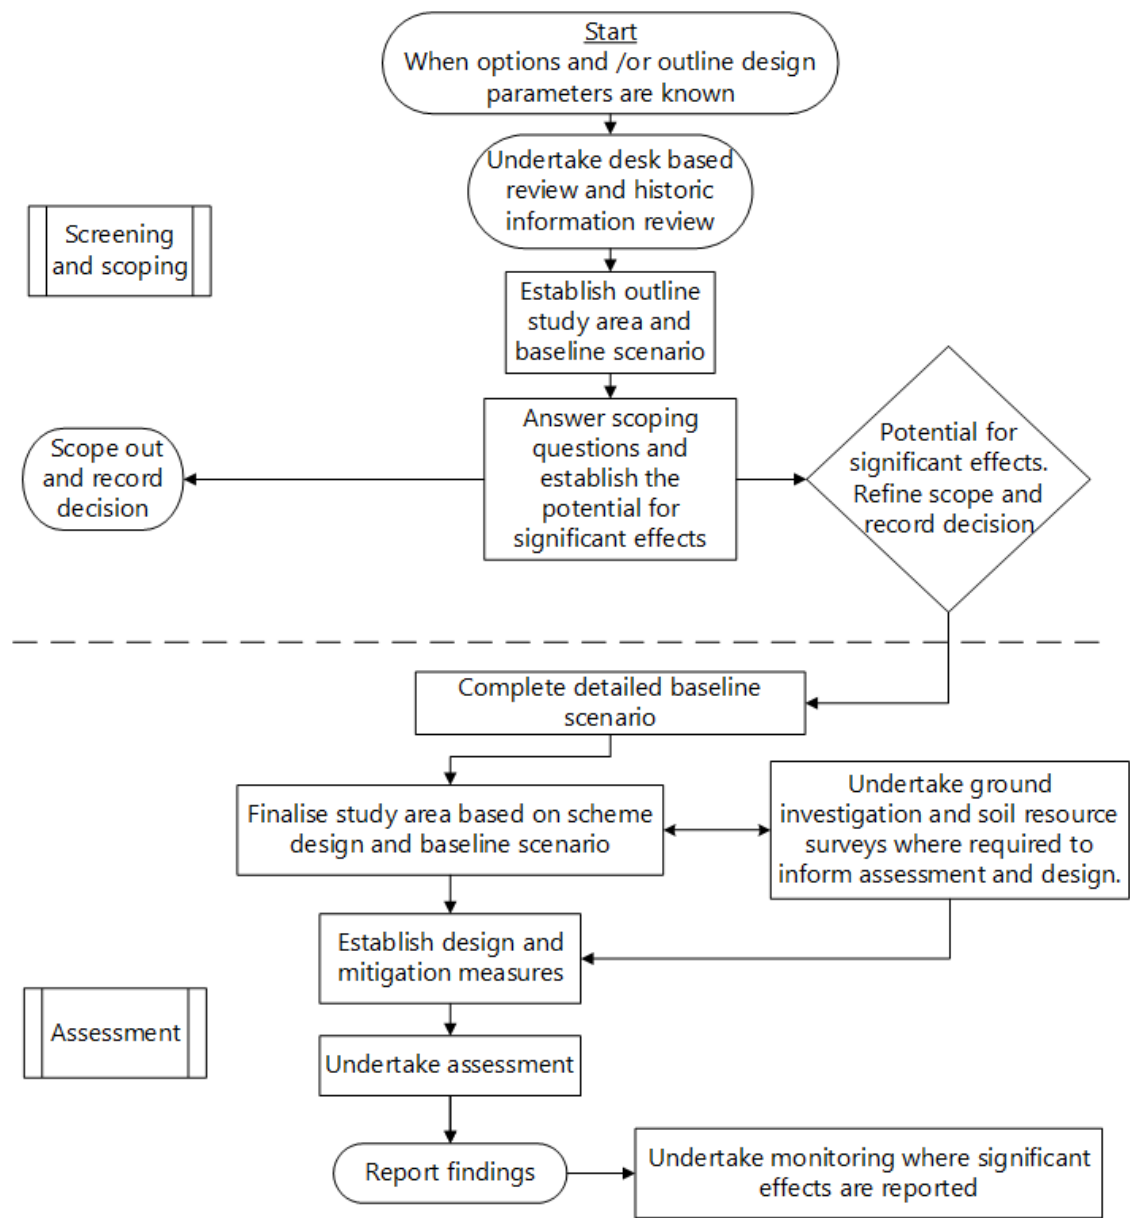 Start
When options and /or outline design
parameters are known
Undertake desk based
review and historic
information review
Screening
and scoping
Establish outline
study area and
baseline scenario
Answer scoping
questions and
establish the
potential for
significant effects
Scope out
and record
decision
Potential for
significant effects.
Refine scope and
record decision
Complete detailed baseline
scenario
Finalise study area based on scheme
design and baseline scenario
Undertake ground
investigation and soil resource
surveys where required to
inform assessment and design.
Establish design and
mitigation measures
Assessment
Undertake assessment
Report findings
Undertake monitoring where significant
effects are reported